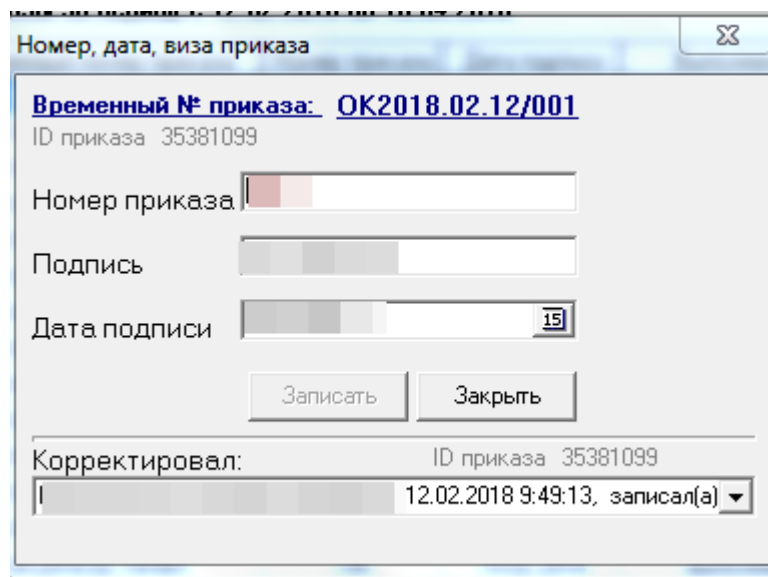 Номер, дата, виза приказа
Временный № приказа: ОК2018.02.12/001
ID приказа 35381099
Номер приказа
Подпись
Дата подписи 15
Записать Закрыть
Корректировал: ID приказа 35381099
12.02.2018 9:49:13, записал(а)